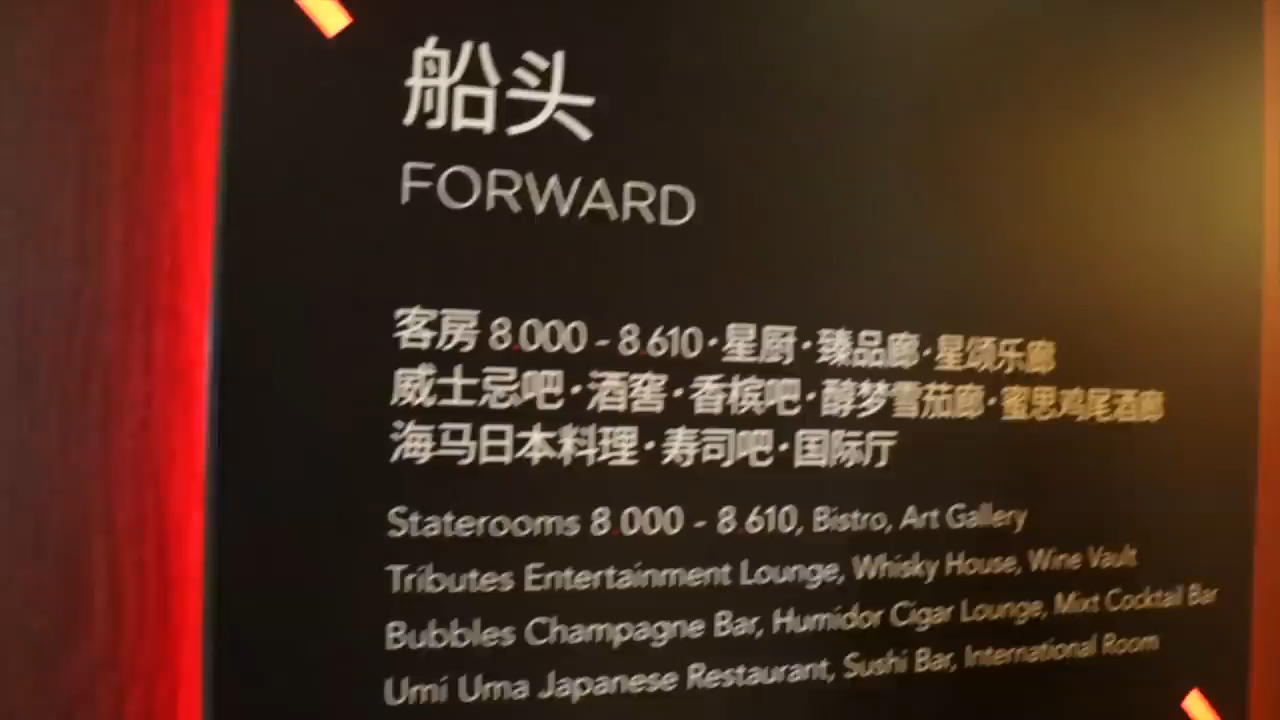 船头
FORWARD
客房 8.000 - 8.610·星厨·臻品廊·星颂乐廊
威士忌吧·酒窖·香槟吧·醇梦雪茄廊·蜜思鸡尾酒廊
海马日本料理·寿司吧·国际厅
Staterooms 8.000 - 8.610, Bistro, Art Gallery
Tributes Entertainment Lounge, Whisky House, Wine Vault
Bubbles Champagne Bar, Humidor Cigar Lounge, Mixt Cocktail Bar
Umi Uma Japanese Restaurant, Sushi Bar, International Room